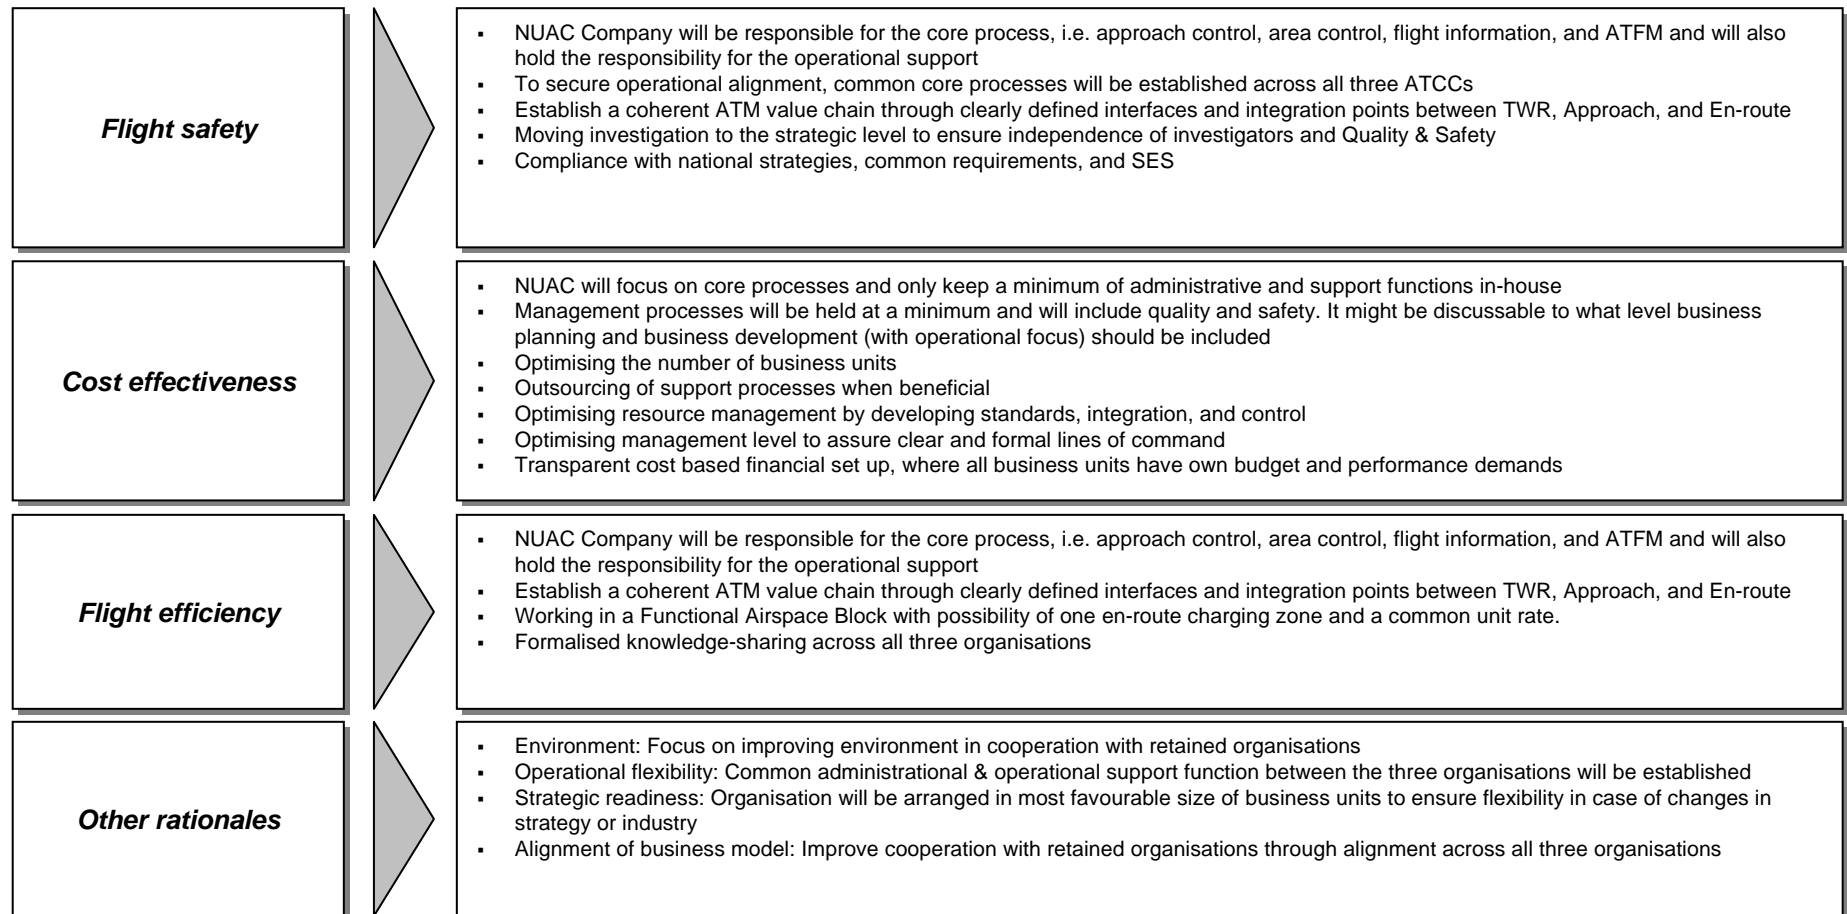 Flight safety
▪ NUAC Company will be responsible for the core process, i.e. approach control, area control, flight information, and ATFM and will also
hold the responsibility for the operational support
▪ To secure operational alignment, common core processes will be established across all three ATCCs
▪ Establish a coherent ATM value chain through clearly defined interfaces and integration points between TWR, Approach, and En-route
▪ Moving investigation to the strategic level to ensure independence of investigators and Quality & Safety
▪ Compliance with national strategies, common requirements, and SES
Cost effectiveness
▪ NUAC will focus on core processes and only keep a minimum of administrative and support functions in-house
▪ Management processes will be held at a minimum and will include quality and safety. It might be discussable to what level business
planning and business development (with operational focus) should be included
▪ Optimising the number of business units
▪ Outsourcing of support processes when beneficial
▪ Optimising resource management by developing standards, integration, and control
▪ Optimising management level to assure clear and formal lines of command
▪ Transparent cost based financial set up, where all business units have own budget and performance demands
Flight efficiency
▪ NUAC Company will be responsible for the core process, i.e. approach control, area control, flight information, and ATFM and will also
hold the responsibility for the operational support
▪ Establish a coherent ATM value chain through clearly defined interfaces and integration points between TWR, Approach, and En-route
▪ Working in a Functional Airspace Block with possibility of one en-route charging zone and a common unit rate.
▪ Formalised knowledge-sharing across all three organisations
Other rationales
▪ Environment: Focus on improving environment in cooperation with retained organisations
▪ Operational flexibility: Common administrational & operational support function between the three organisations will be established
▪ Strategic readiness: Organisation will be arranged in most favourable size of business units to ensure flexibility in case of changes in
strategy or industry
▪ Alignment of business model: Improve cooperation with retained organisations through alignment across all three organisations